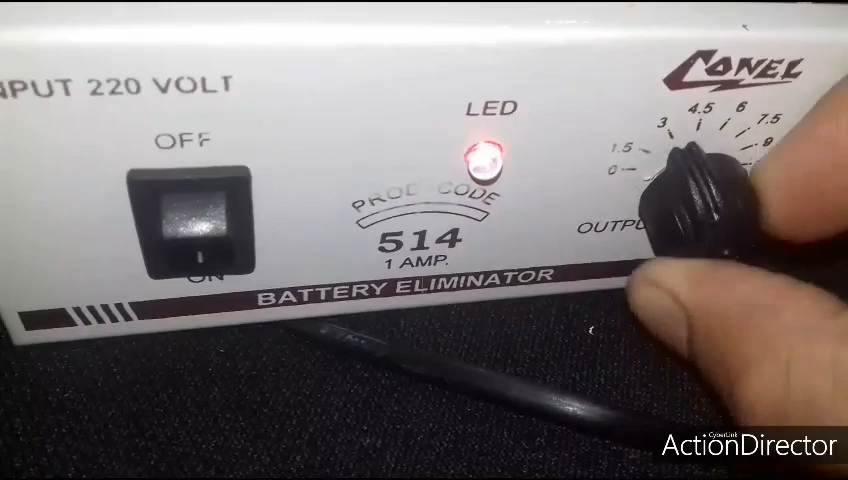 NPUT 220 VOLT
OFF
ON
LED
PROD CODE
514
1 AMP.
BATTERY ELIMINATOR
CONEL
0
1.5
3
4.5
6
7.5
9
OUTPU
CyberLink
ActionDirector